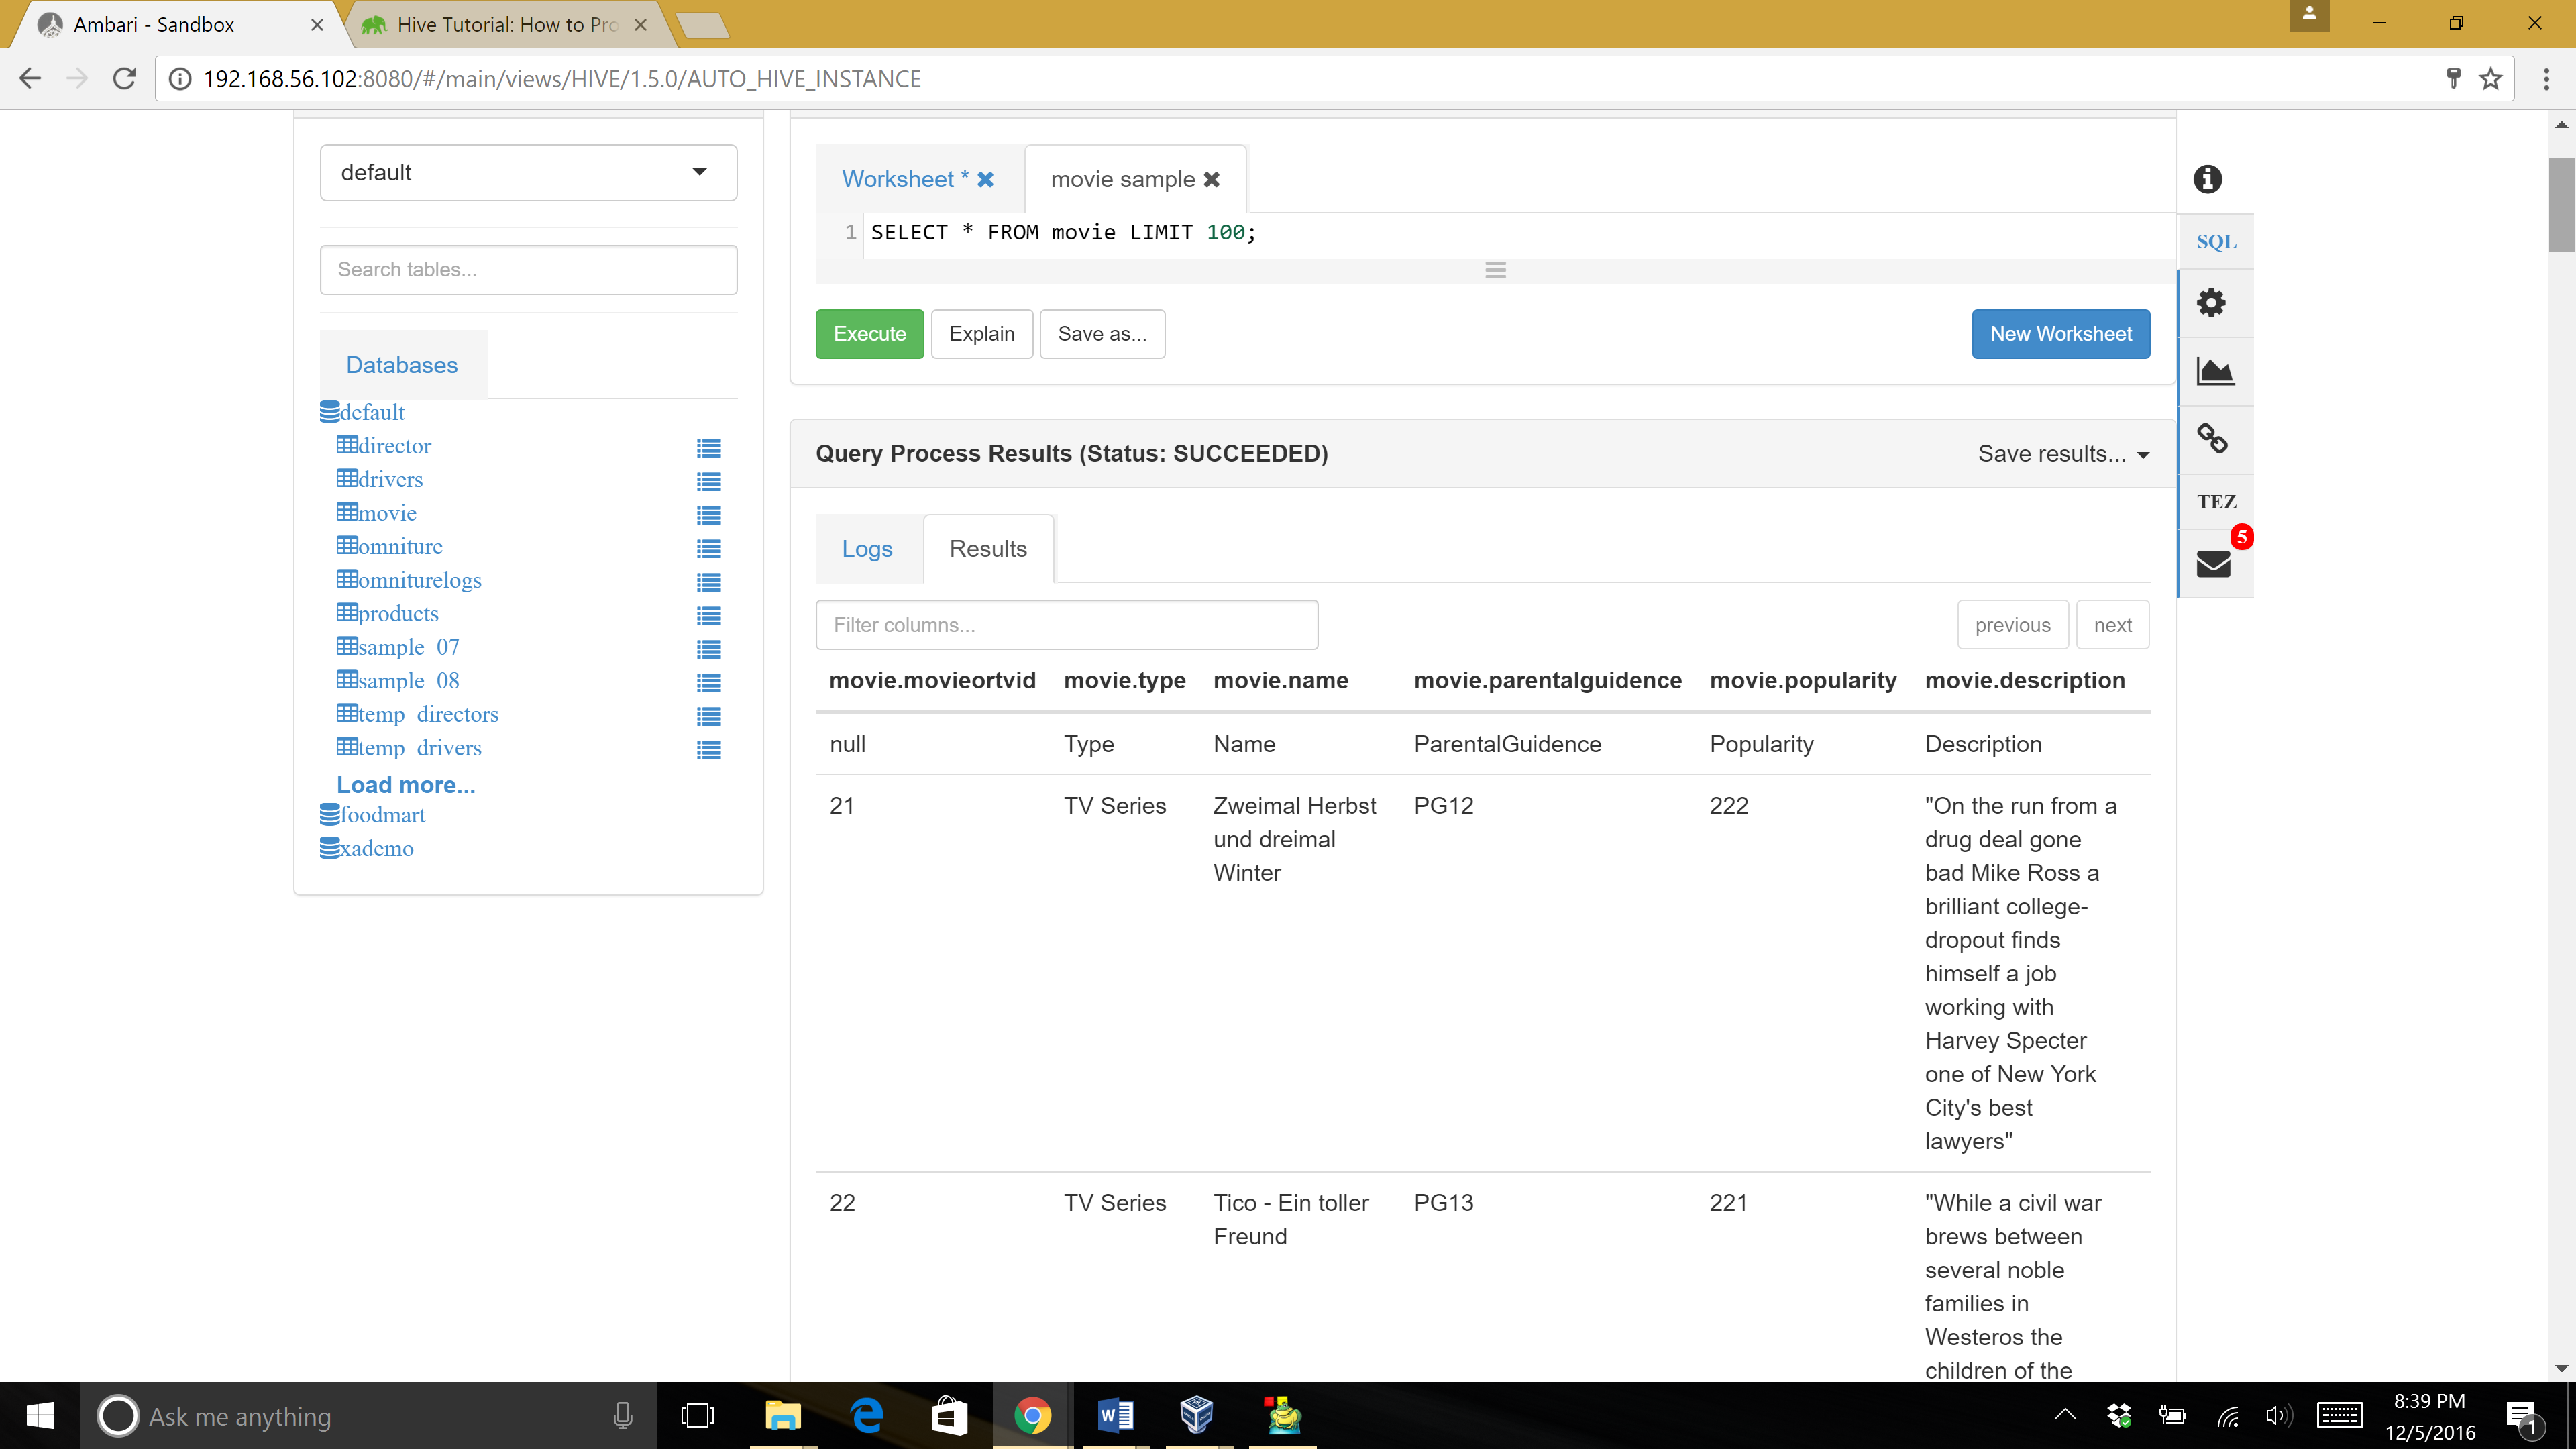 Ambari - Sandbox
Hive Tutorial: How to Pro
192.168.56.102:8080/#/main/views/HIVE/1.5.0/AUTO_HIVE_INSTANCE
default
Search tables...
Databases
default
director
drivers
movie
omniture
omniturelogs
products
sample_07
sample_08
temp_directors
temp_drivers
Load more...
foodmart
xademo
Worksheet * movie sample
1 SELECT * FROM movie LIMIT 100;
Execute Explain Save as... New Worksheet
Query Process Results (Status: SUCCEEDED) Save results...
Logs Results
Filter columns... previous next
movie.movieortvid movie.type movie.name movie.parentalguidence movie.popularity movie.description
null Type Name ParentalGuidence Popularity Description
21 TV Series Zweimal Herbst PG12 222 "On the run from a
und dreimal drug deal gone
Winter bad Mike Ross a
brilliant college-
dropout finds
himself a job
working with
Harvey Specter
one of New York
City's best
lawyers"
22 TV Series Tico - Ein toller PG13 221 "While a civil war
Freund brews between
several noble
families in
Westeros the
children of the
SQL
TEZ
5
Ask me anything
8:39 PM
12/5/2016
1